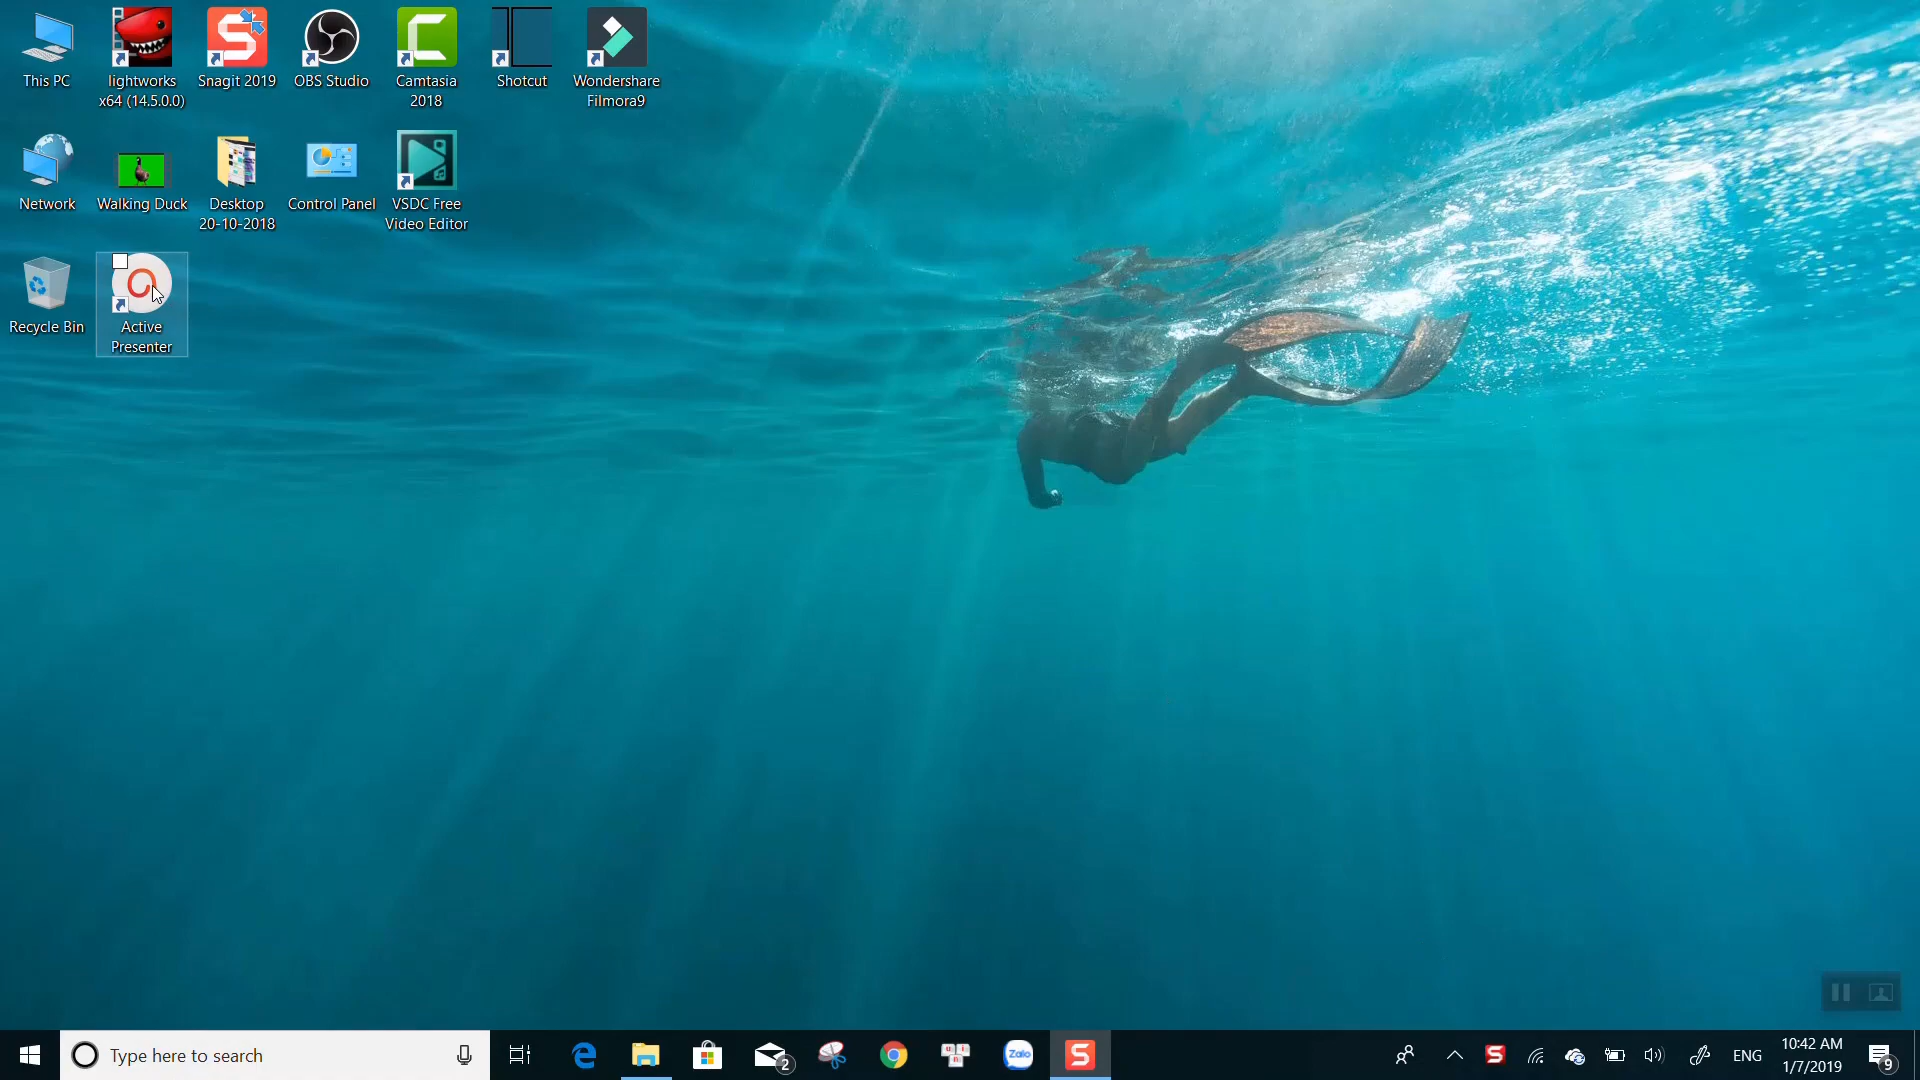 This PC
lightworks
x64 (14.5.0.0)
Snagit 2019
OBS Studio
Camtasia
2018
Shotcut
Wondershare
Filmora9
Network
Walking Duck
Desktop
20-10-2018
Control Panel
VSDC Free
Video Editor
Recycle Bin
Active
Presenter
Type here to search
2
Zalo
ENG
10:42 AM
1/7/2019
9